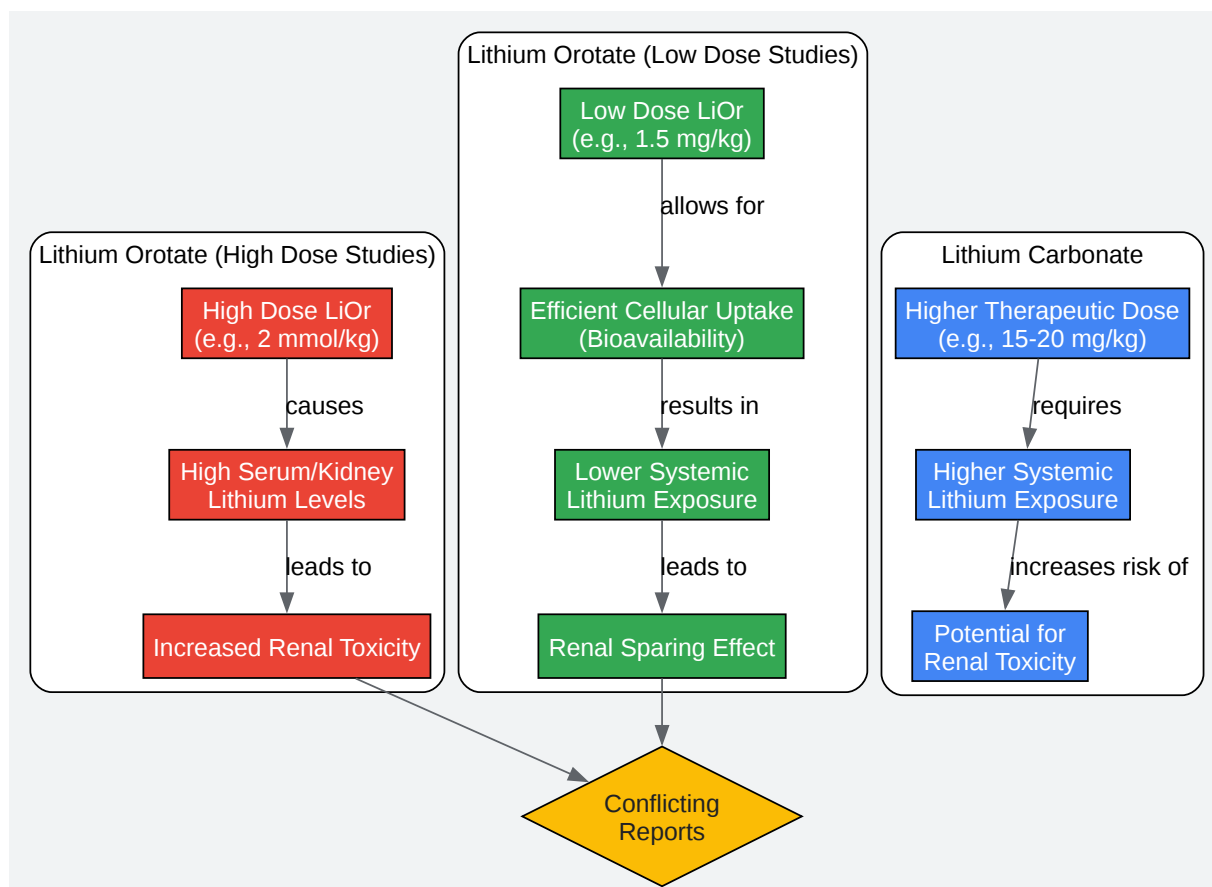 Lithium Orotate (High Dose Studies)
High Dose LiOr
(e.g., 2 mmol/kg)
causes
High Serum/Kidney
Lithium Levels
leads to
Increased Renal Toxicity
Lithium Orotate (Low Dose Studies)
Low Dose LiOr
(e.g., 1.5 mg/kg)
allows for
Efficient Cellular Uptake
(Bioavailability)
results in
Lower Systemic
Lithium Exposure
leads to
Renal Sparing Effect
Lithium Carbonate
Higher Therapeutic Dose
(e.g., 15-20 mg/kg)
requires
Higher Systemic
Lithium Exposure
increases risk of
Potential for
Renal Toxicity
Conflicting
Reports